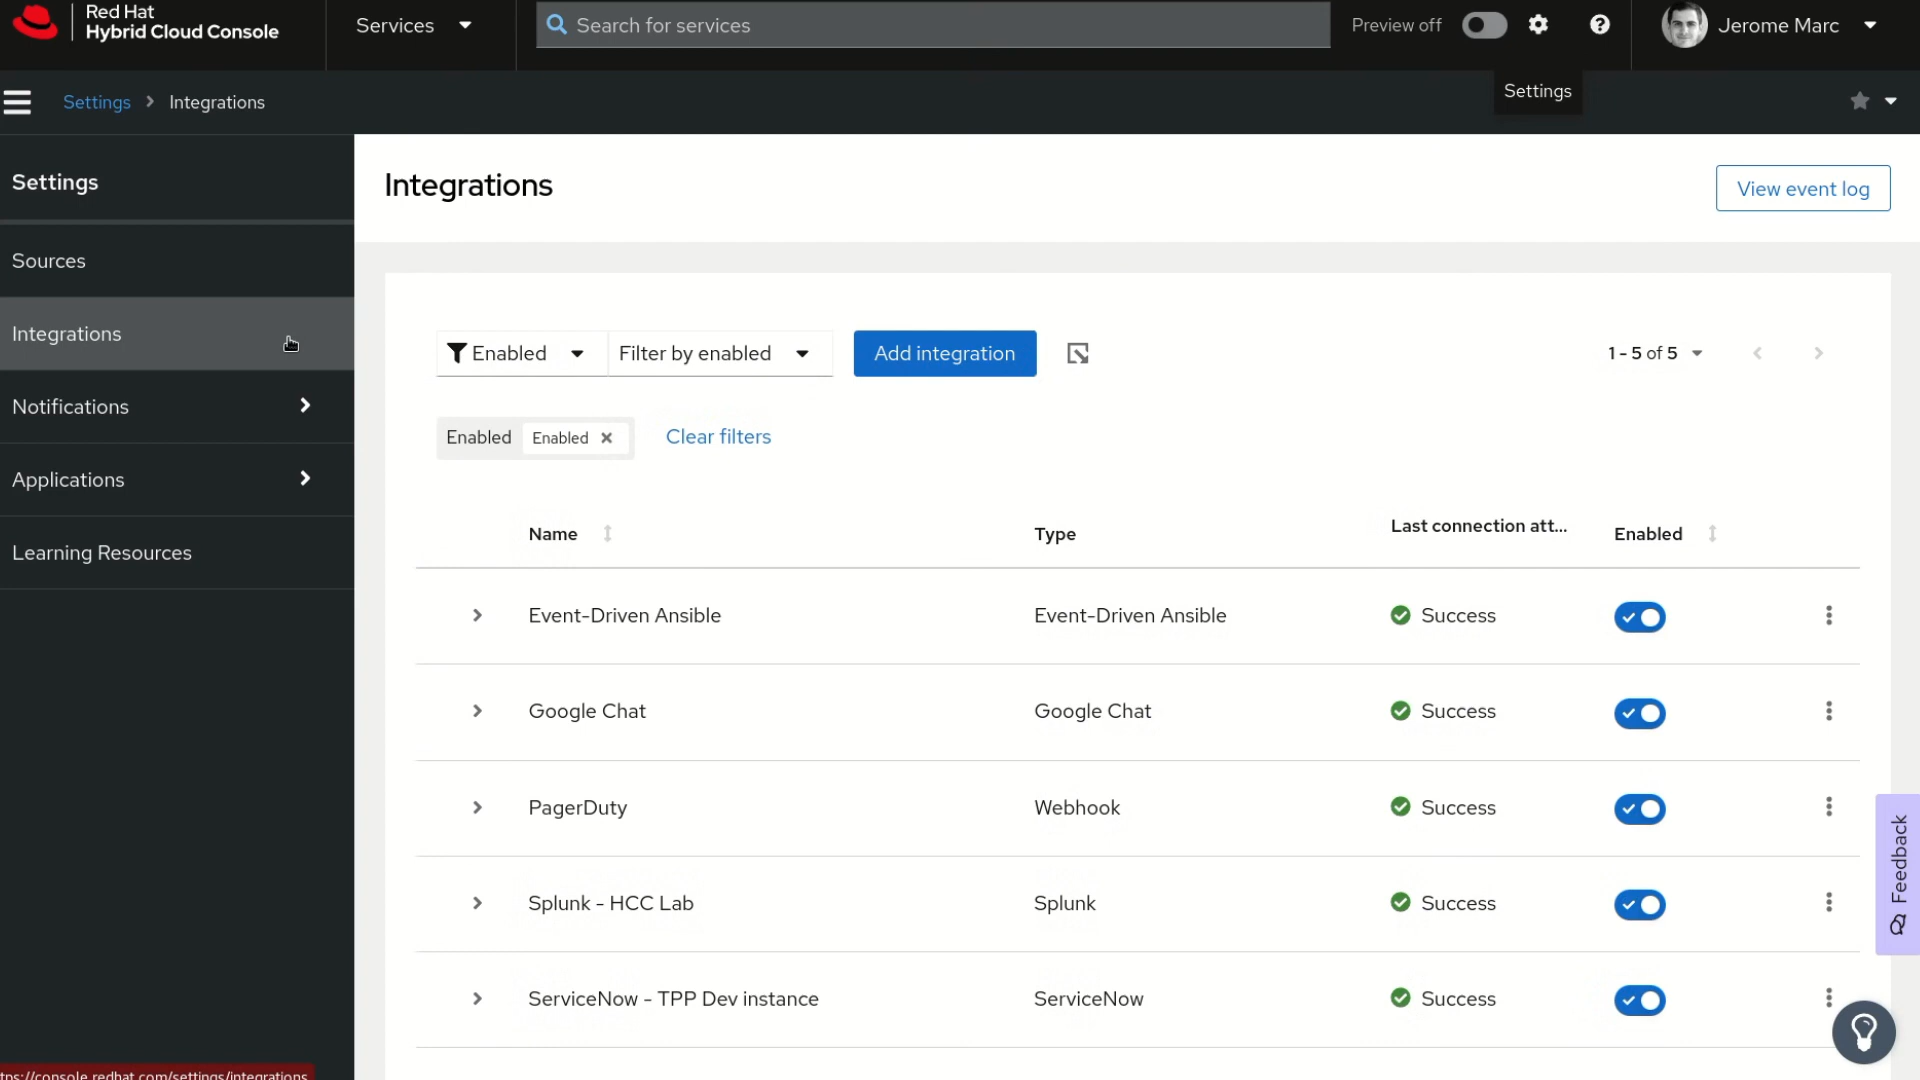 Red Hat
Hybrid Cloud Console
Services
Search for services
Preview off
Jerome Marc
Settings > Integrations
Settings
Settings
Integrations
View event log
Sources
Integrations
Notifications
Applications
Learning Resources
Enabled
Filter by enabled
Add integration
1 - 5 of 5
Enabled Enabled
Clear filters
Name Type Last connection att... Enabled
Event-Driven Ansible Event-Driven Ansible Success
Google Chat Google Chat Success
PagerDuty Webhook Success
Splunk - HCC Lab Splunk Success
ServiceNow - TPP Dev instance ServiceNow Success
Feedback
tps://console.redhat.com/settings/integrations